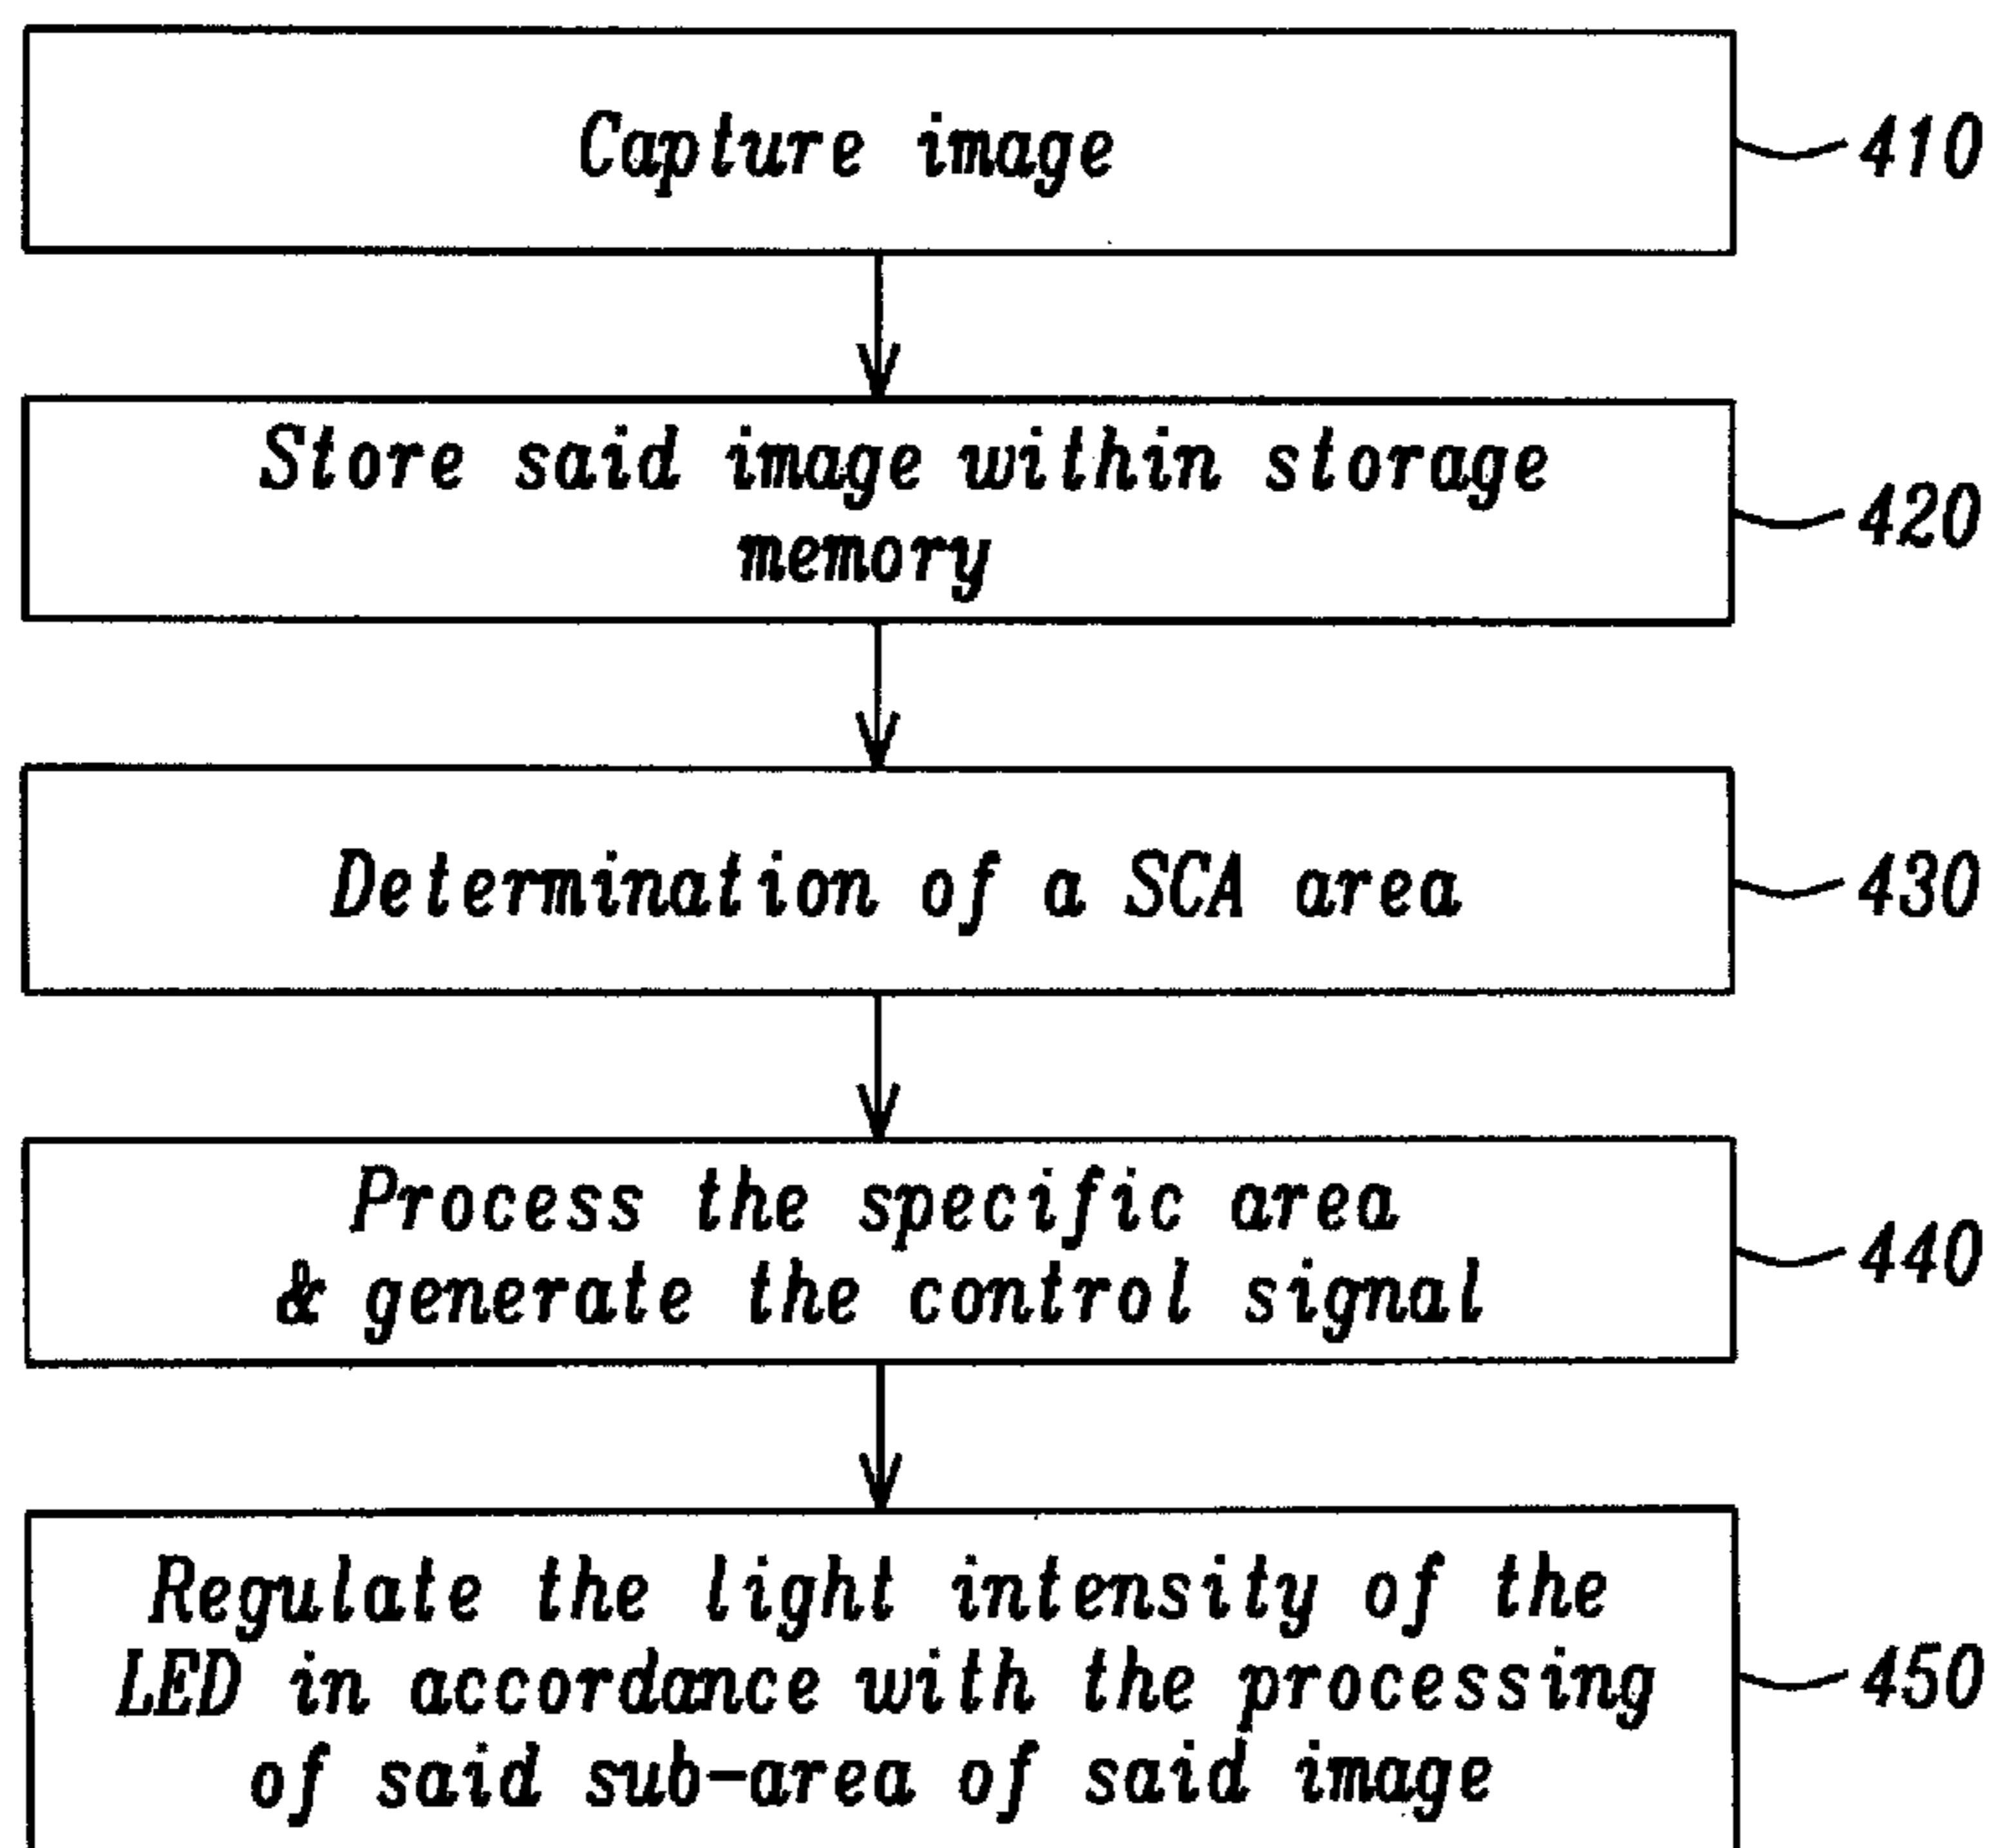 Capture image
410
Store said image within storage
memory
420
Determination of a SCA area
430
Process the specific area
& generate the control signal
440
Regulate the light intensity of the
LED in accordance with the processing
of said sub-area of said image
450